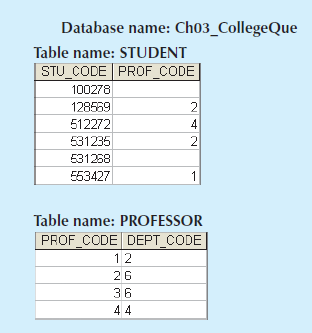 Database name: Ch03_CollegeQue
Table name: STUDENT
STU_CODE PROF_CODE
100278
128569 2
512272 4
531235 2
531268
553427 1
Table name: PROFESSOR
PROF_CODE DEPT_CODE
1 2
2 6
3 6
4 4